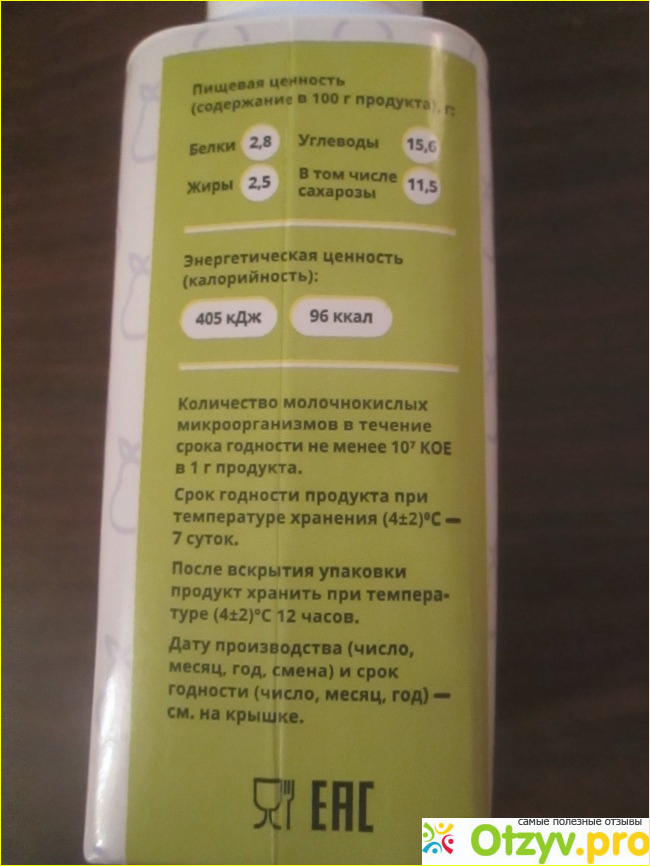 Пищевая ценность
(содержание в 100 г продукта), г:
Белки 2,8 Углеводы 15,6
Жиры 2,5 В том числе сахарозы 11,5
Энергетическая ценность
(калорийность):
405 кДж 96 ккал
Количество молочнокислых
микроорганизмов в течение
срока годности не менее 10⁷ КОЕ
в 1 г продукта.
Срок годности продукта при
температуре хранения (4±2)°С —
7 суток.
После вскрытия упаковки
продукт хранить при темпера-
туре (4±2)°С 12 часов.
Дату производства (число,
месяц, год, смена) и срок
годности (число, месяц, год) —
см. на крышке.
EAC
самые полезные отзывы
Otzyv.pro